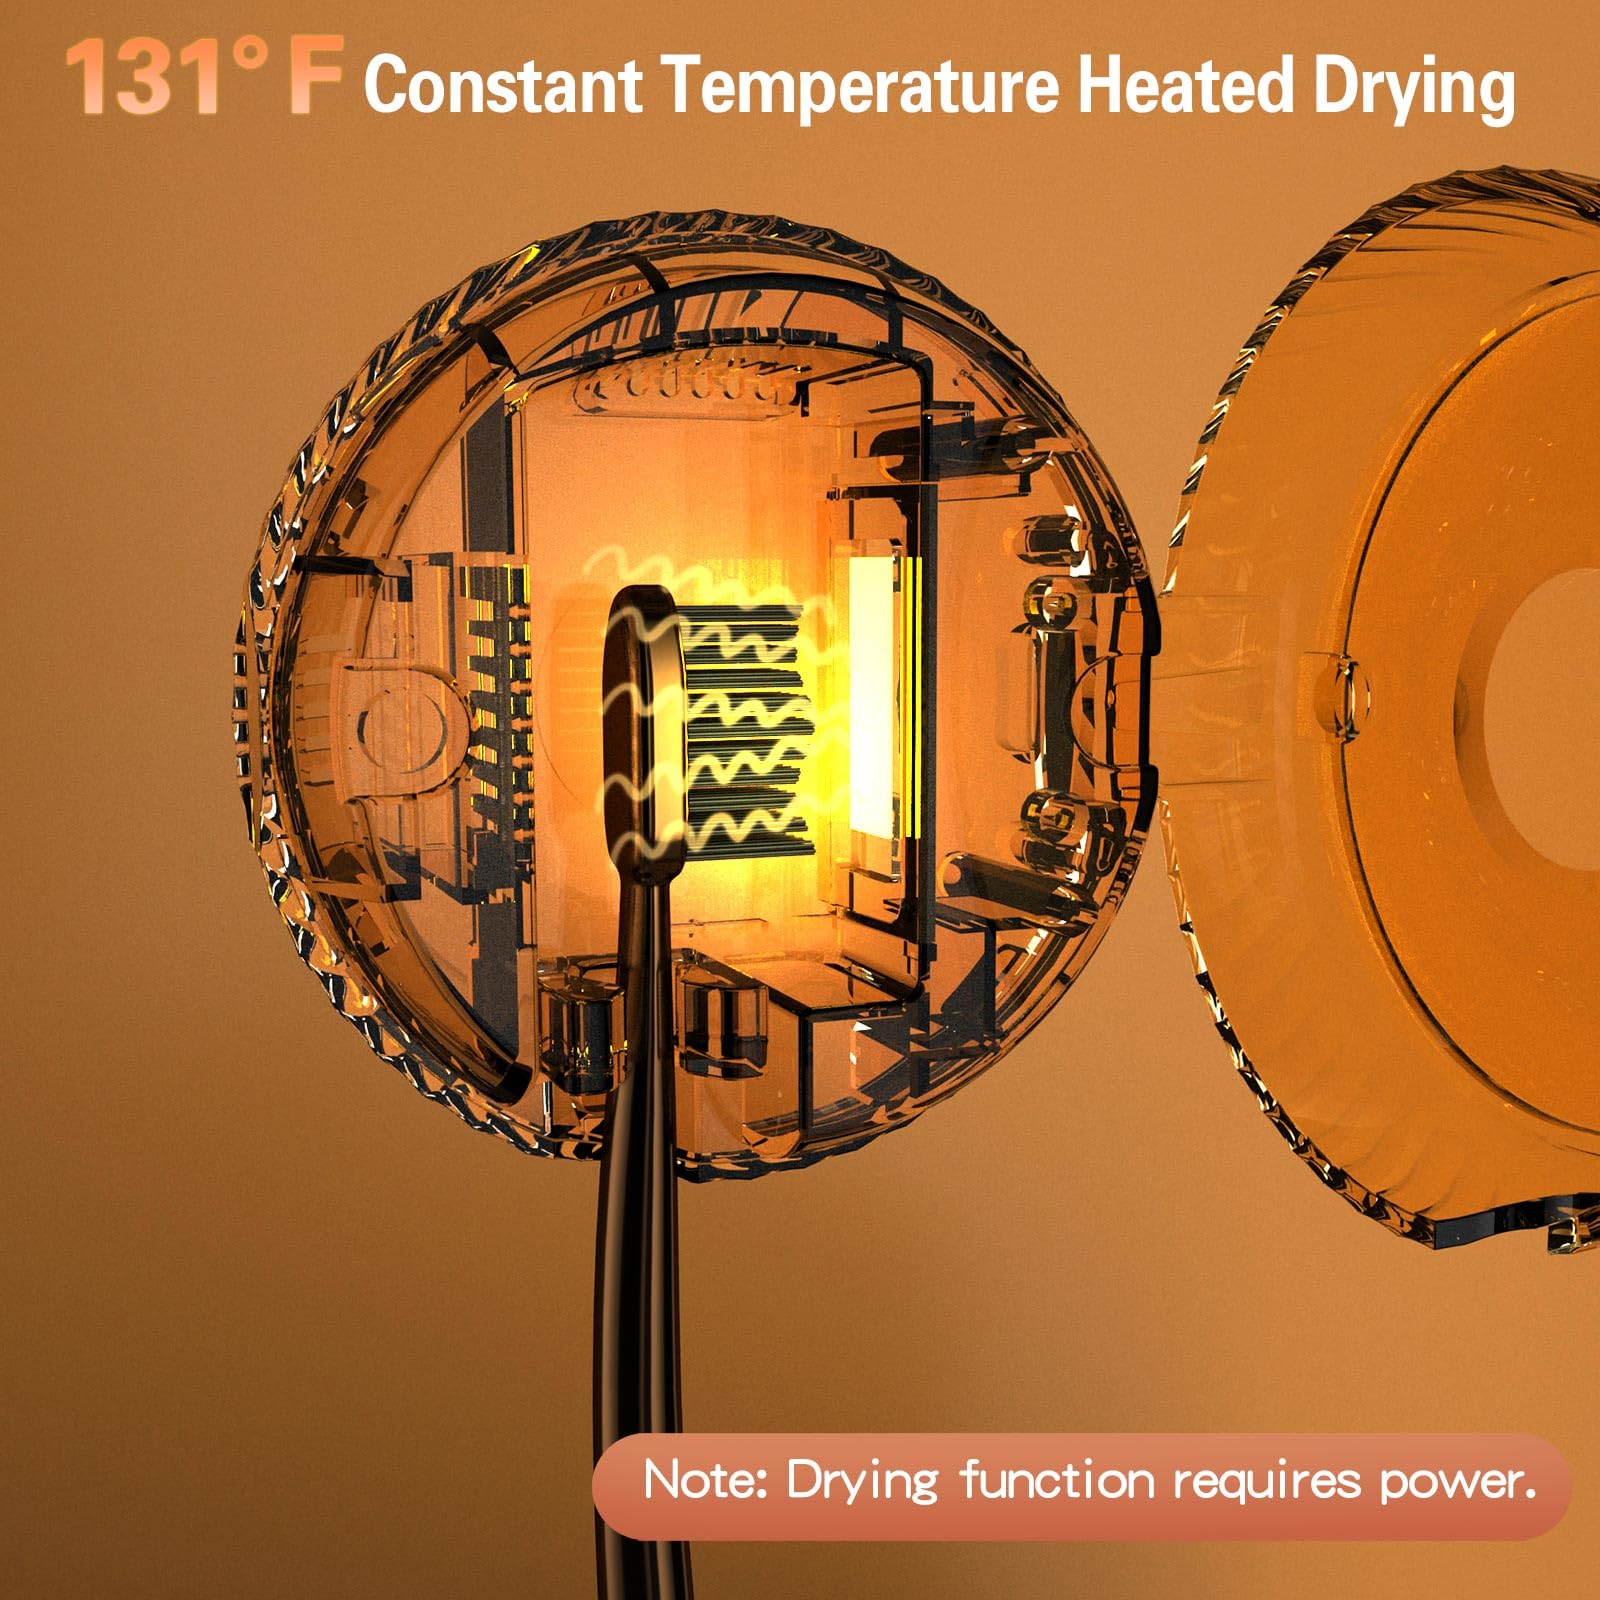 131° F Constant Temperature Heated Drying
Note: Drying function requires power.